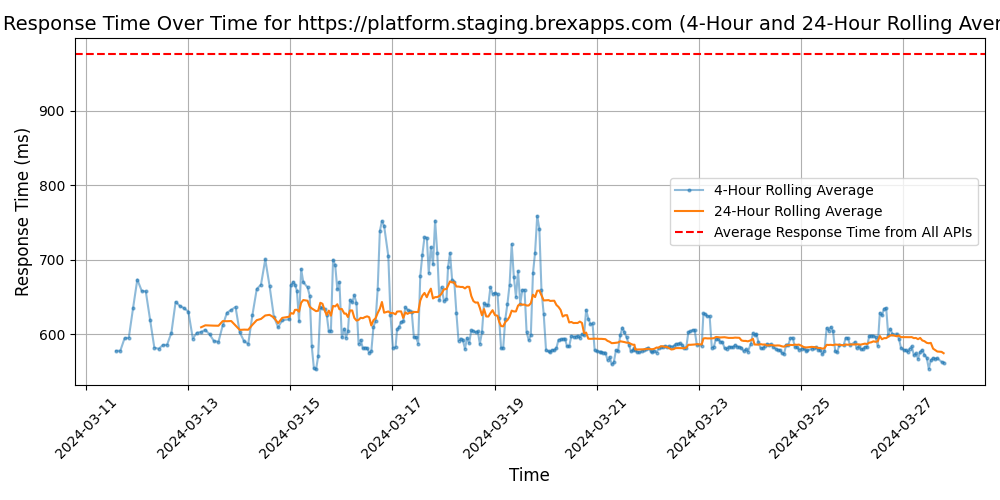 Response Time Over Time for https://platform.staging.brexapps.com (4-Hour and 24-Hour Rolling Aver
Response Time (ms)
900
800
700
600
4-Hour Rolling Average
24-Hour Rolling Average
Average Response Time from All APIs
2024-03-11
2024-03-13
2024-03-15
2024-03-17
2024-03-19
2024-03-21
2024-03-23
2024-03-25
2024-03-27
Time